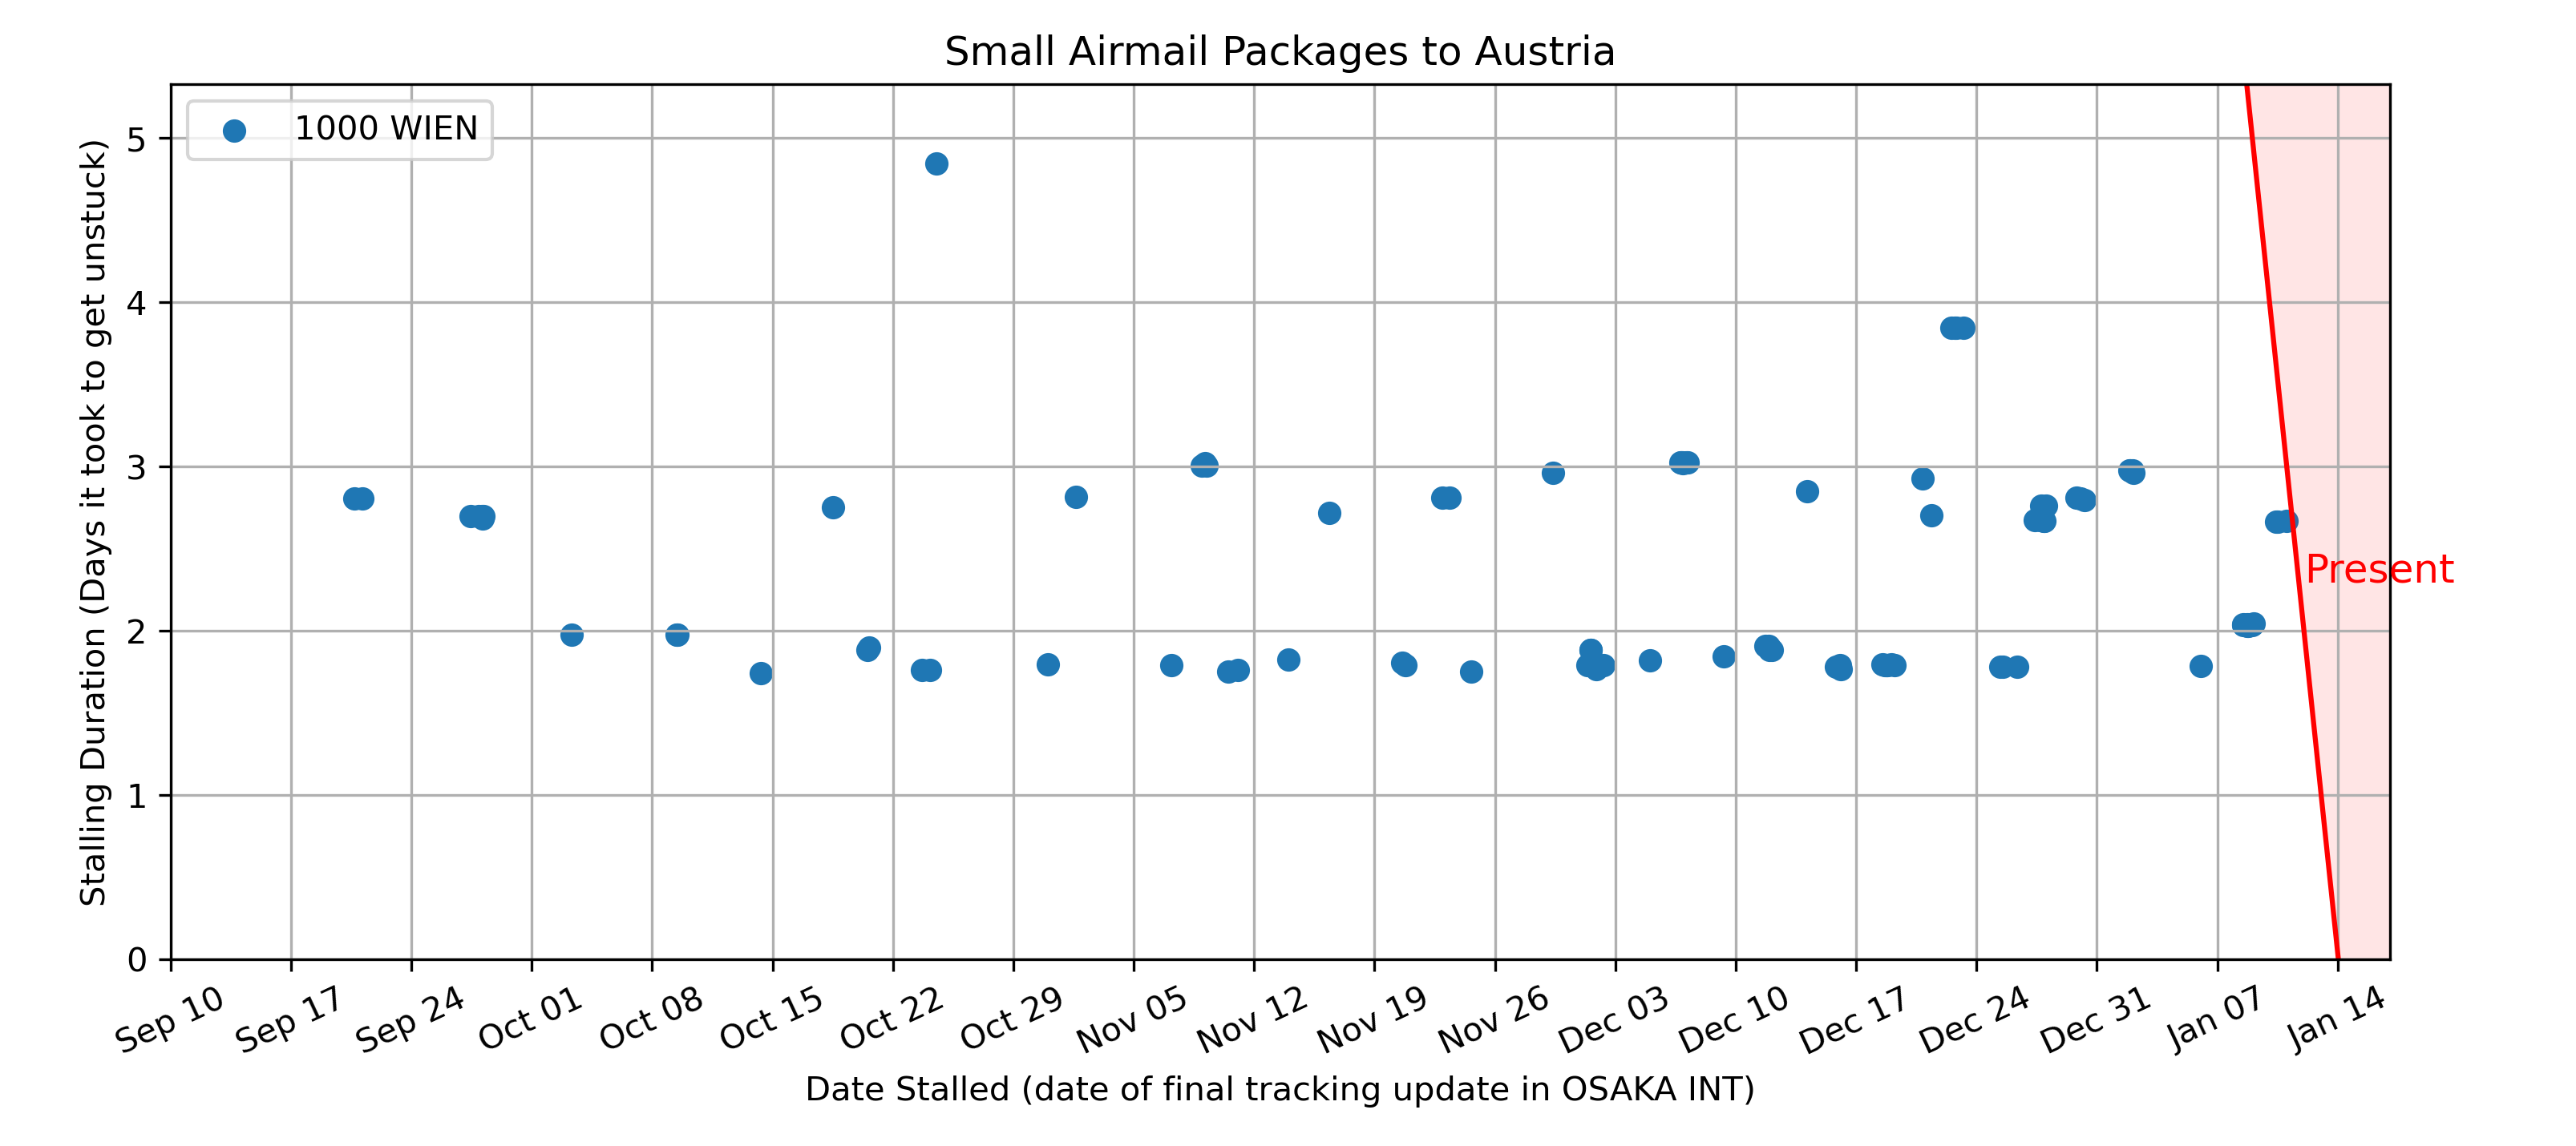 Small Airmail Packages to Austria
1000 WIEN
Stalling Duration (Days it took to get unstuck)
5
4
3
2
1
0
Present
Sep 10
Sep 17
Sep 24
Oct 01
Oct 08
Oct 15
Oct 22
Oct 29
Nov 05
Nov 12
Nov 19
Nov 26
Dec 03
Dec 10
Dec 17
Dec 24
Dec 31
Jan 07
Jan 14
Date Stalled (date of final tracking update in OSAKA INT)